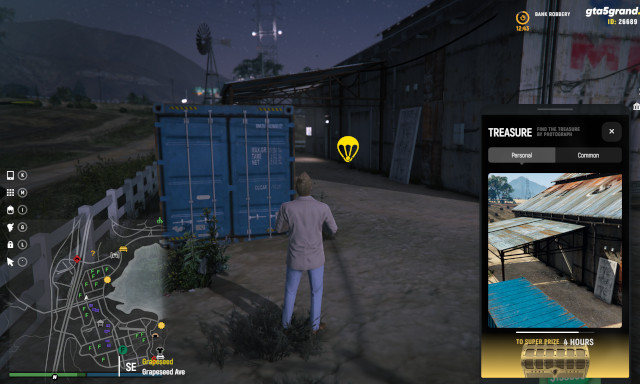 gta5grand.
BANK ROBBERY
12:43
ID: 26689
M
TREASURE
FIND THE TREASURE
BY PHOTOGRAPH
Personal
Common
K
M
I
G
L
SE
Grapeseed
Grapeseed Ave
TO SUPER PRIZE 4 HOURS